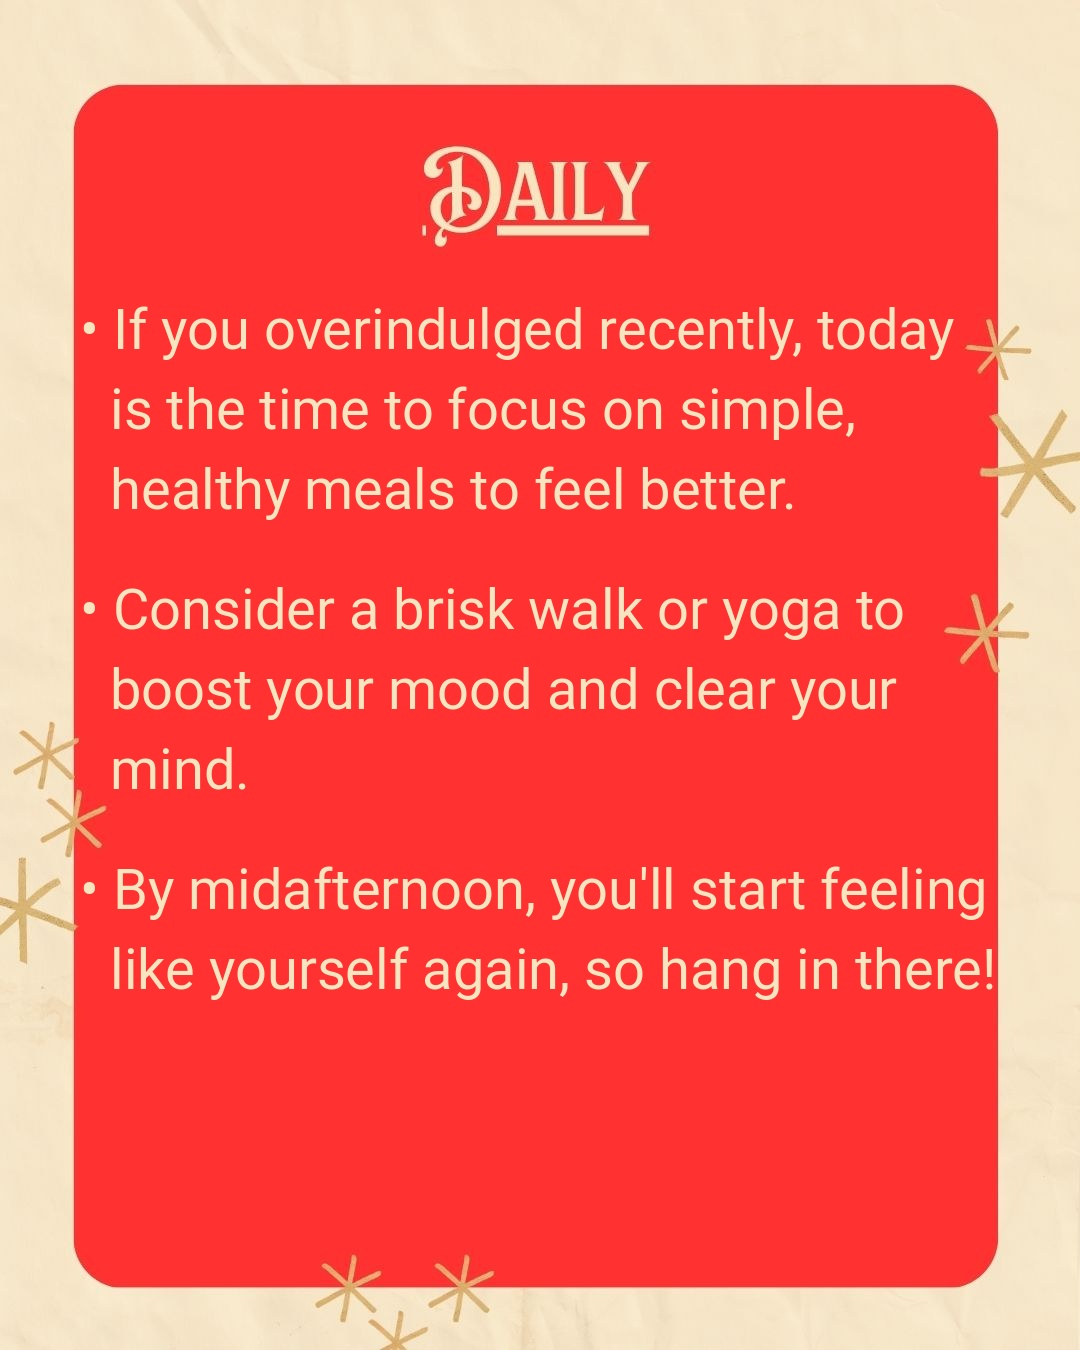 Daily
• If you overindulged recently, today
is the time to focus on simple,
healthy meals to feel better.
• Consider a brisk walk or yoga to
boost your mood and clear your
mind.
• By midafternoon, you'll start feeling
like yourself again, so hang in there!